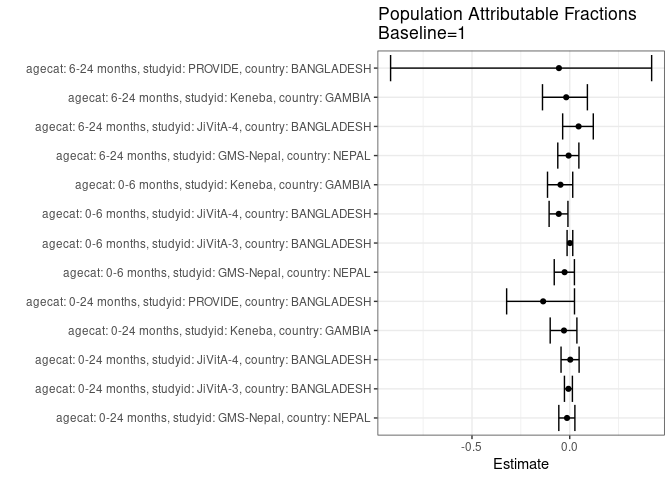 Population Attributable Fractions
Baseline=1
agecat: 6-24 months, studyid: PROVIDE, country: BANGLADESH
agecat: 6-24 months, studyid: Keneba, country: GAMBIA
agecat: 6-24 months, studyid: JiVitA-4, country: BANGLADESH
agecat: 6-24 months, studyid: GMS-Nepal, country: NEPAL
agecat: 0-6 months, studyid: Keneba, country: GAMBIA
agecat: 0-6 months, studyid: JiVitA-4, country: BANGLADESH
agecat: 0-6 months, studyid: JiVitA-3, country: BANGLADESH
agecat: 0-6 months, studyid: GMS-Nepal, country: NEPAL
agecat: 0-24 months, studyid: PROVIDE, country: BANGLADESH
agecat: 0-24 months, studyid: Keneba, country: GAMBIA
agecat: 0-24 months, studyid: JiVitA-4, country: BANGLADESH
agecat: 0-24 months, studyid: JiVitA-3, country: BANGLADESH
agecat: 0-24 months, studyid: GMS-Nepal, country: NEPAL
-0.5 0.0
Estimate